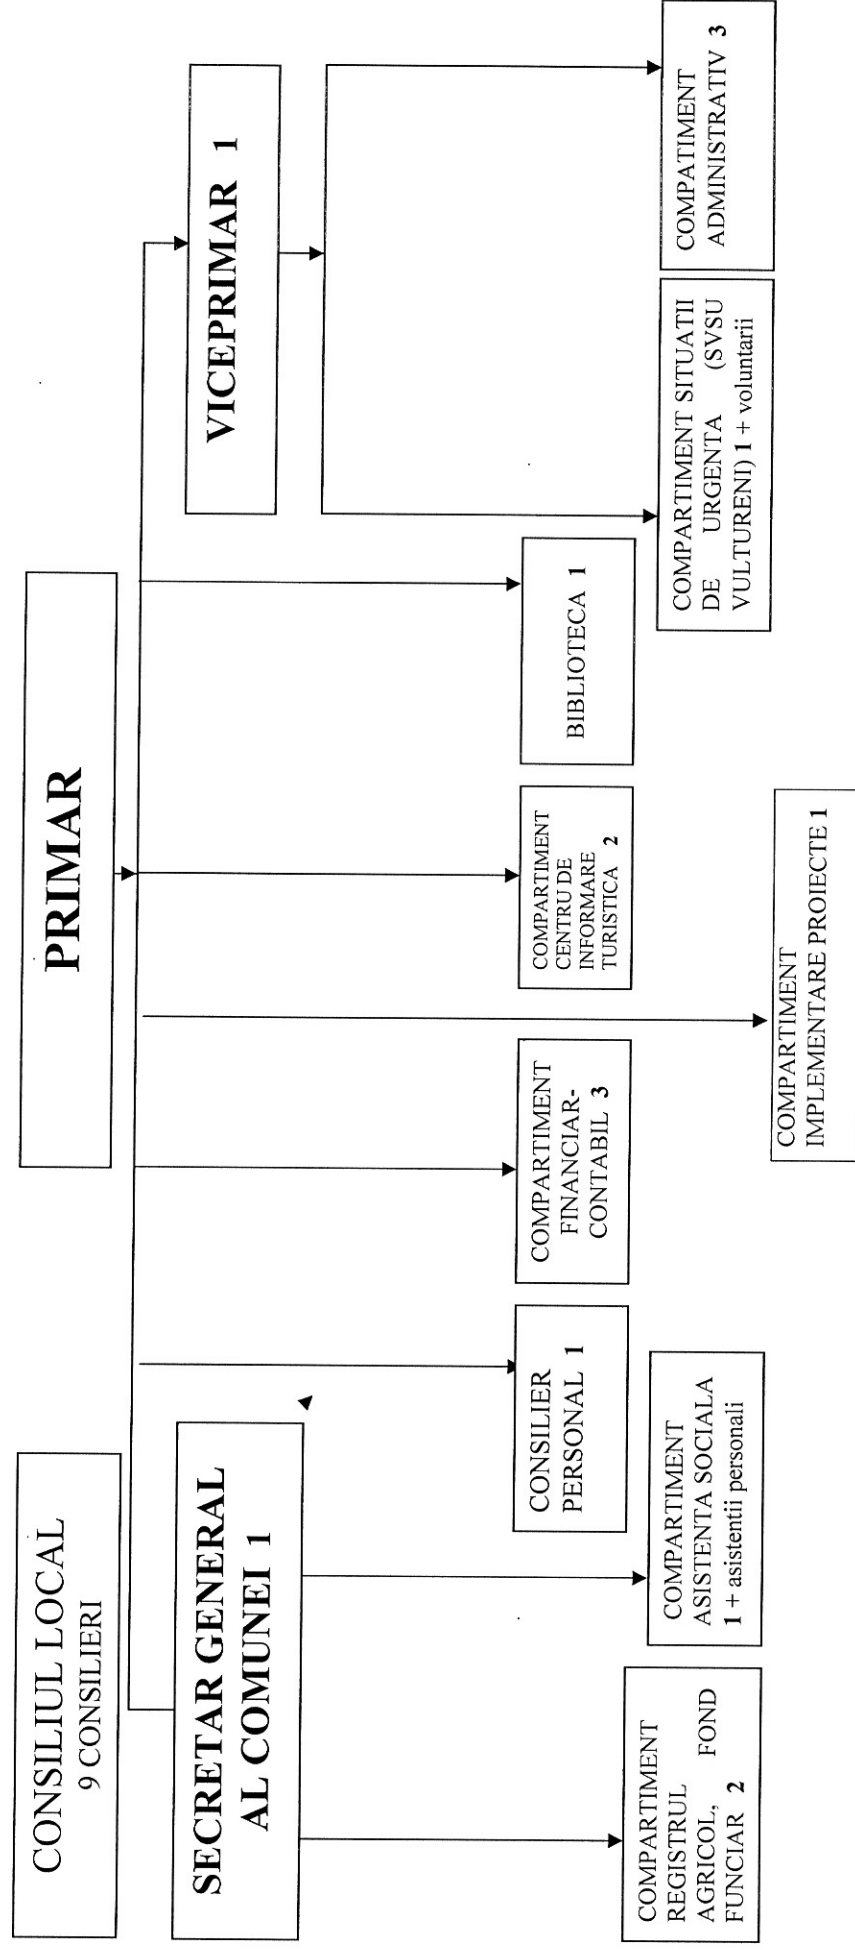 CONSILIUL LOCAL
9 CONSILIERI
PRIMAR
SECRETAR GENERAL
AL COMUNEI 1
VICEPRIMAR 1
CONSILIER
PERSONAL 1
COMPARTIMENT
FINANCIAR-
CONTABIL 3
COMPARTIMENT
CENTRU DE
INFORMARE
TURISTICA 2
BIBLIOTECA 1
COMPARTIMENT
REGISTRUL
AGRICOL, FOND
FUNCIAR 2
COMPARTIMENT
ASISTENTA SOCIALA
1 + asistentii personali
COMPARTIMENT SITUATII
DE URGENTA (SVSU
VULTURENI) 1 + voluntarii
COMPATIMENT
ADMINISTRATIV 3
COMPARTIMENT
IMPLEMENTARE PROIECTE 1